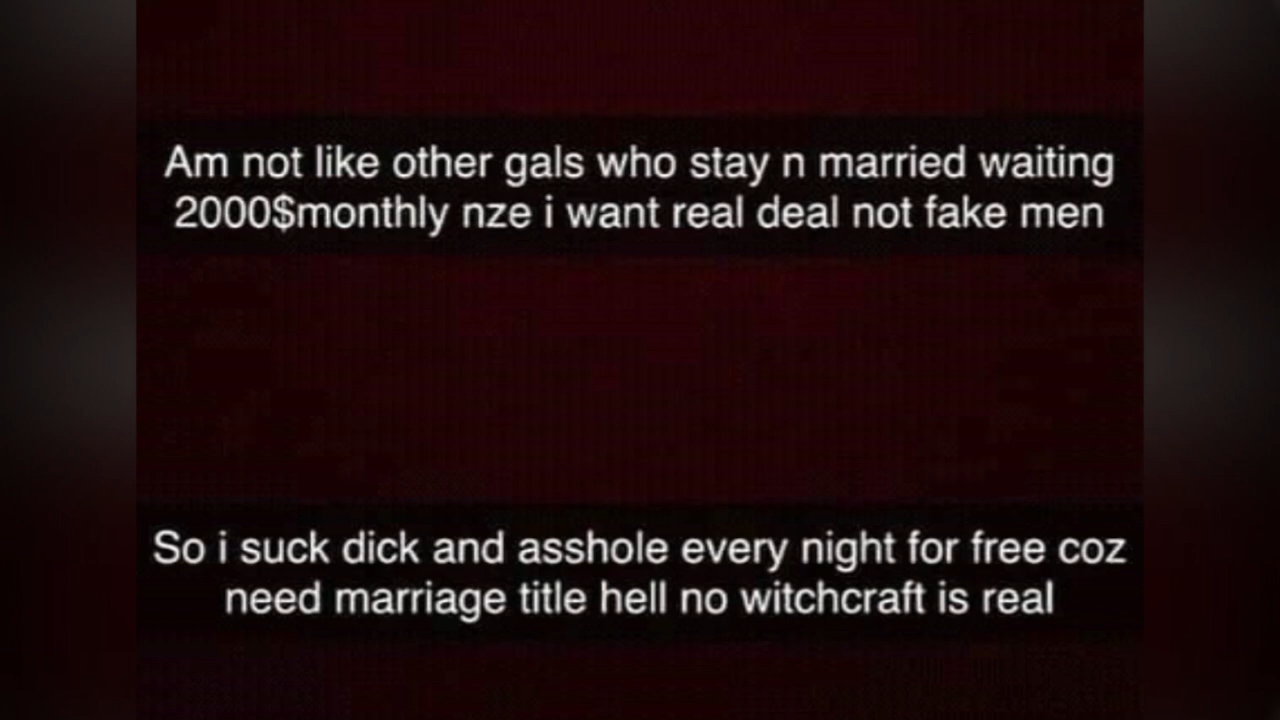 Am not like other gals who stay n married waiting
2000$monthly nze i want real deal not fake men
So i suck dick and asshole every night for free coz
need marriage title hell no witchcraft is real